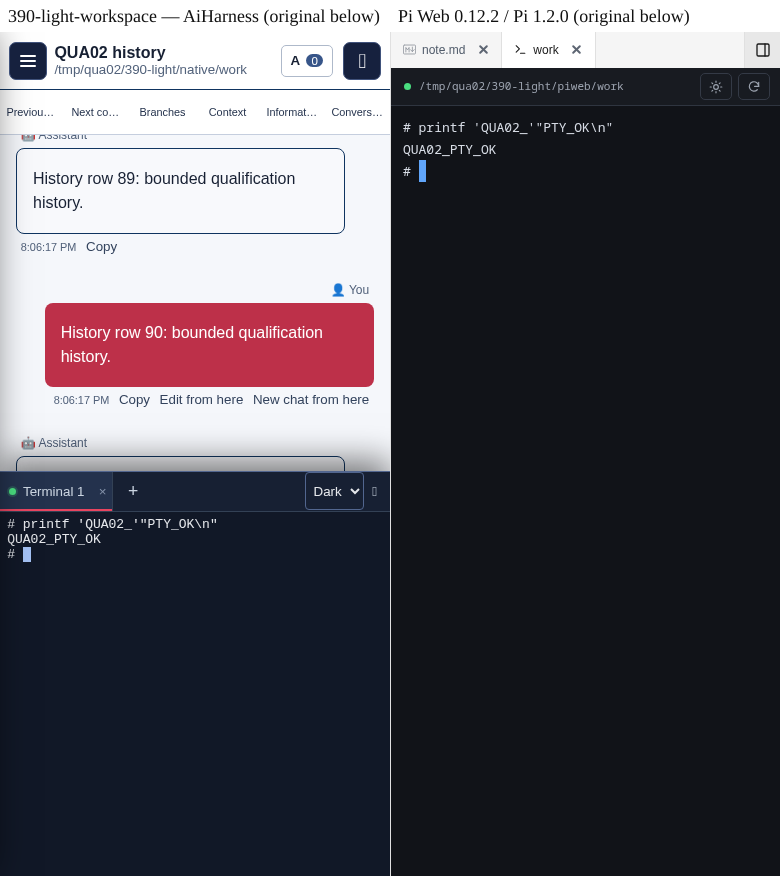 390-light-workspace — AiHarness (original below)
QUA02 history
/tmp/qua02/390-light/native/work
A 0
Previou… Next co… Branches Context Informat… Convers…
Assistant
History row 89: bounded qualification
history.
8:06:17 PM Copy
You
History row 90: bounded qualification
history.
8:06:17 PM Copy Edit from here New chat from here
Assistant
Terminal 1 × + Dark
# printf 'QUA02_'"PTY_OK\n"
QUA02_PTY_OK
#
Pi Web 0.12.2 / Pi 1.2.0 (original below)
note.md work
/tmp/qua02/390-light/piweb/work
# printf 'QUA02_'"PTY_OK\n"
QUA02_PTY_OK
#